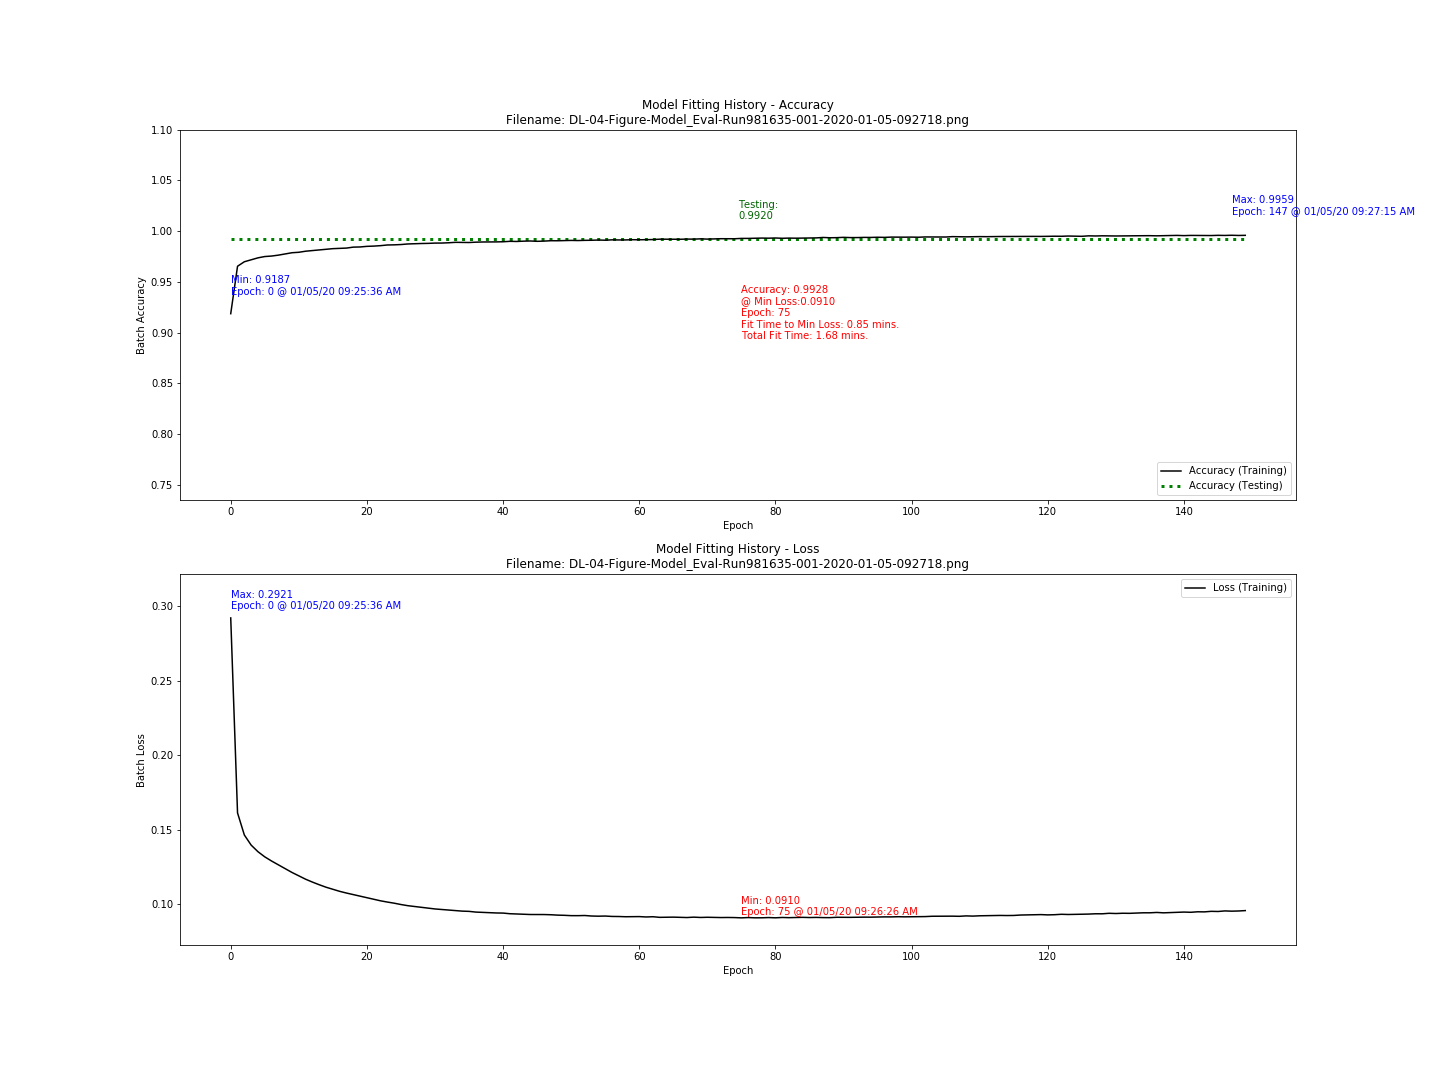 Model Fitting History - Accuracy
Filename: DL-04-Figure-Model_Eval-Run981635-001-2020-01-05-092718.png
1.10
1.05
1.00
0.95
0.90
0.85
0.80
0.75
Batch Accuracy
Testing:
0.9920
Max: 0.9959
Epoch: 147 @ 01/05/20 09:27:15 AM
Min: 0.9187
Epoch: 0 @ 01/05/20 09:25:36 AM
Accuracy: 0.9928
@ Min Loss:0.0910
Epoch: 75
Fit Time to Min Loss: 0.85 mins.
Total Fit Time: 1.68 mins.
Accuracy (Training)
Accuracy (Testing)
0 20 40 60 80 100 120 140
Epoch
Model Fitting History - Loss
Filename: DL-04-Figure-Model_Eval-Run981635-001-2020-01-05-092718.png
0.30
0.25
0.20
0.15
0.10
Batch Loss
Max: 0.2921
Epoch: 0 @ 01/05/20 09:25:36 AM
Loss (Training)
Min: 0.0910
Epoch: 75 @ 01/05/20 09:26:26 AM
0 20 40 60 80 100 120 140
Epoch